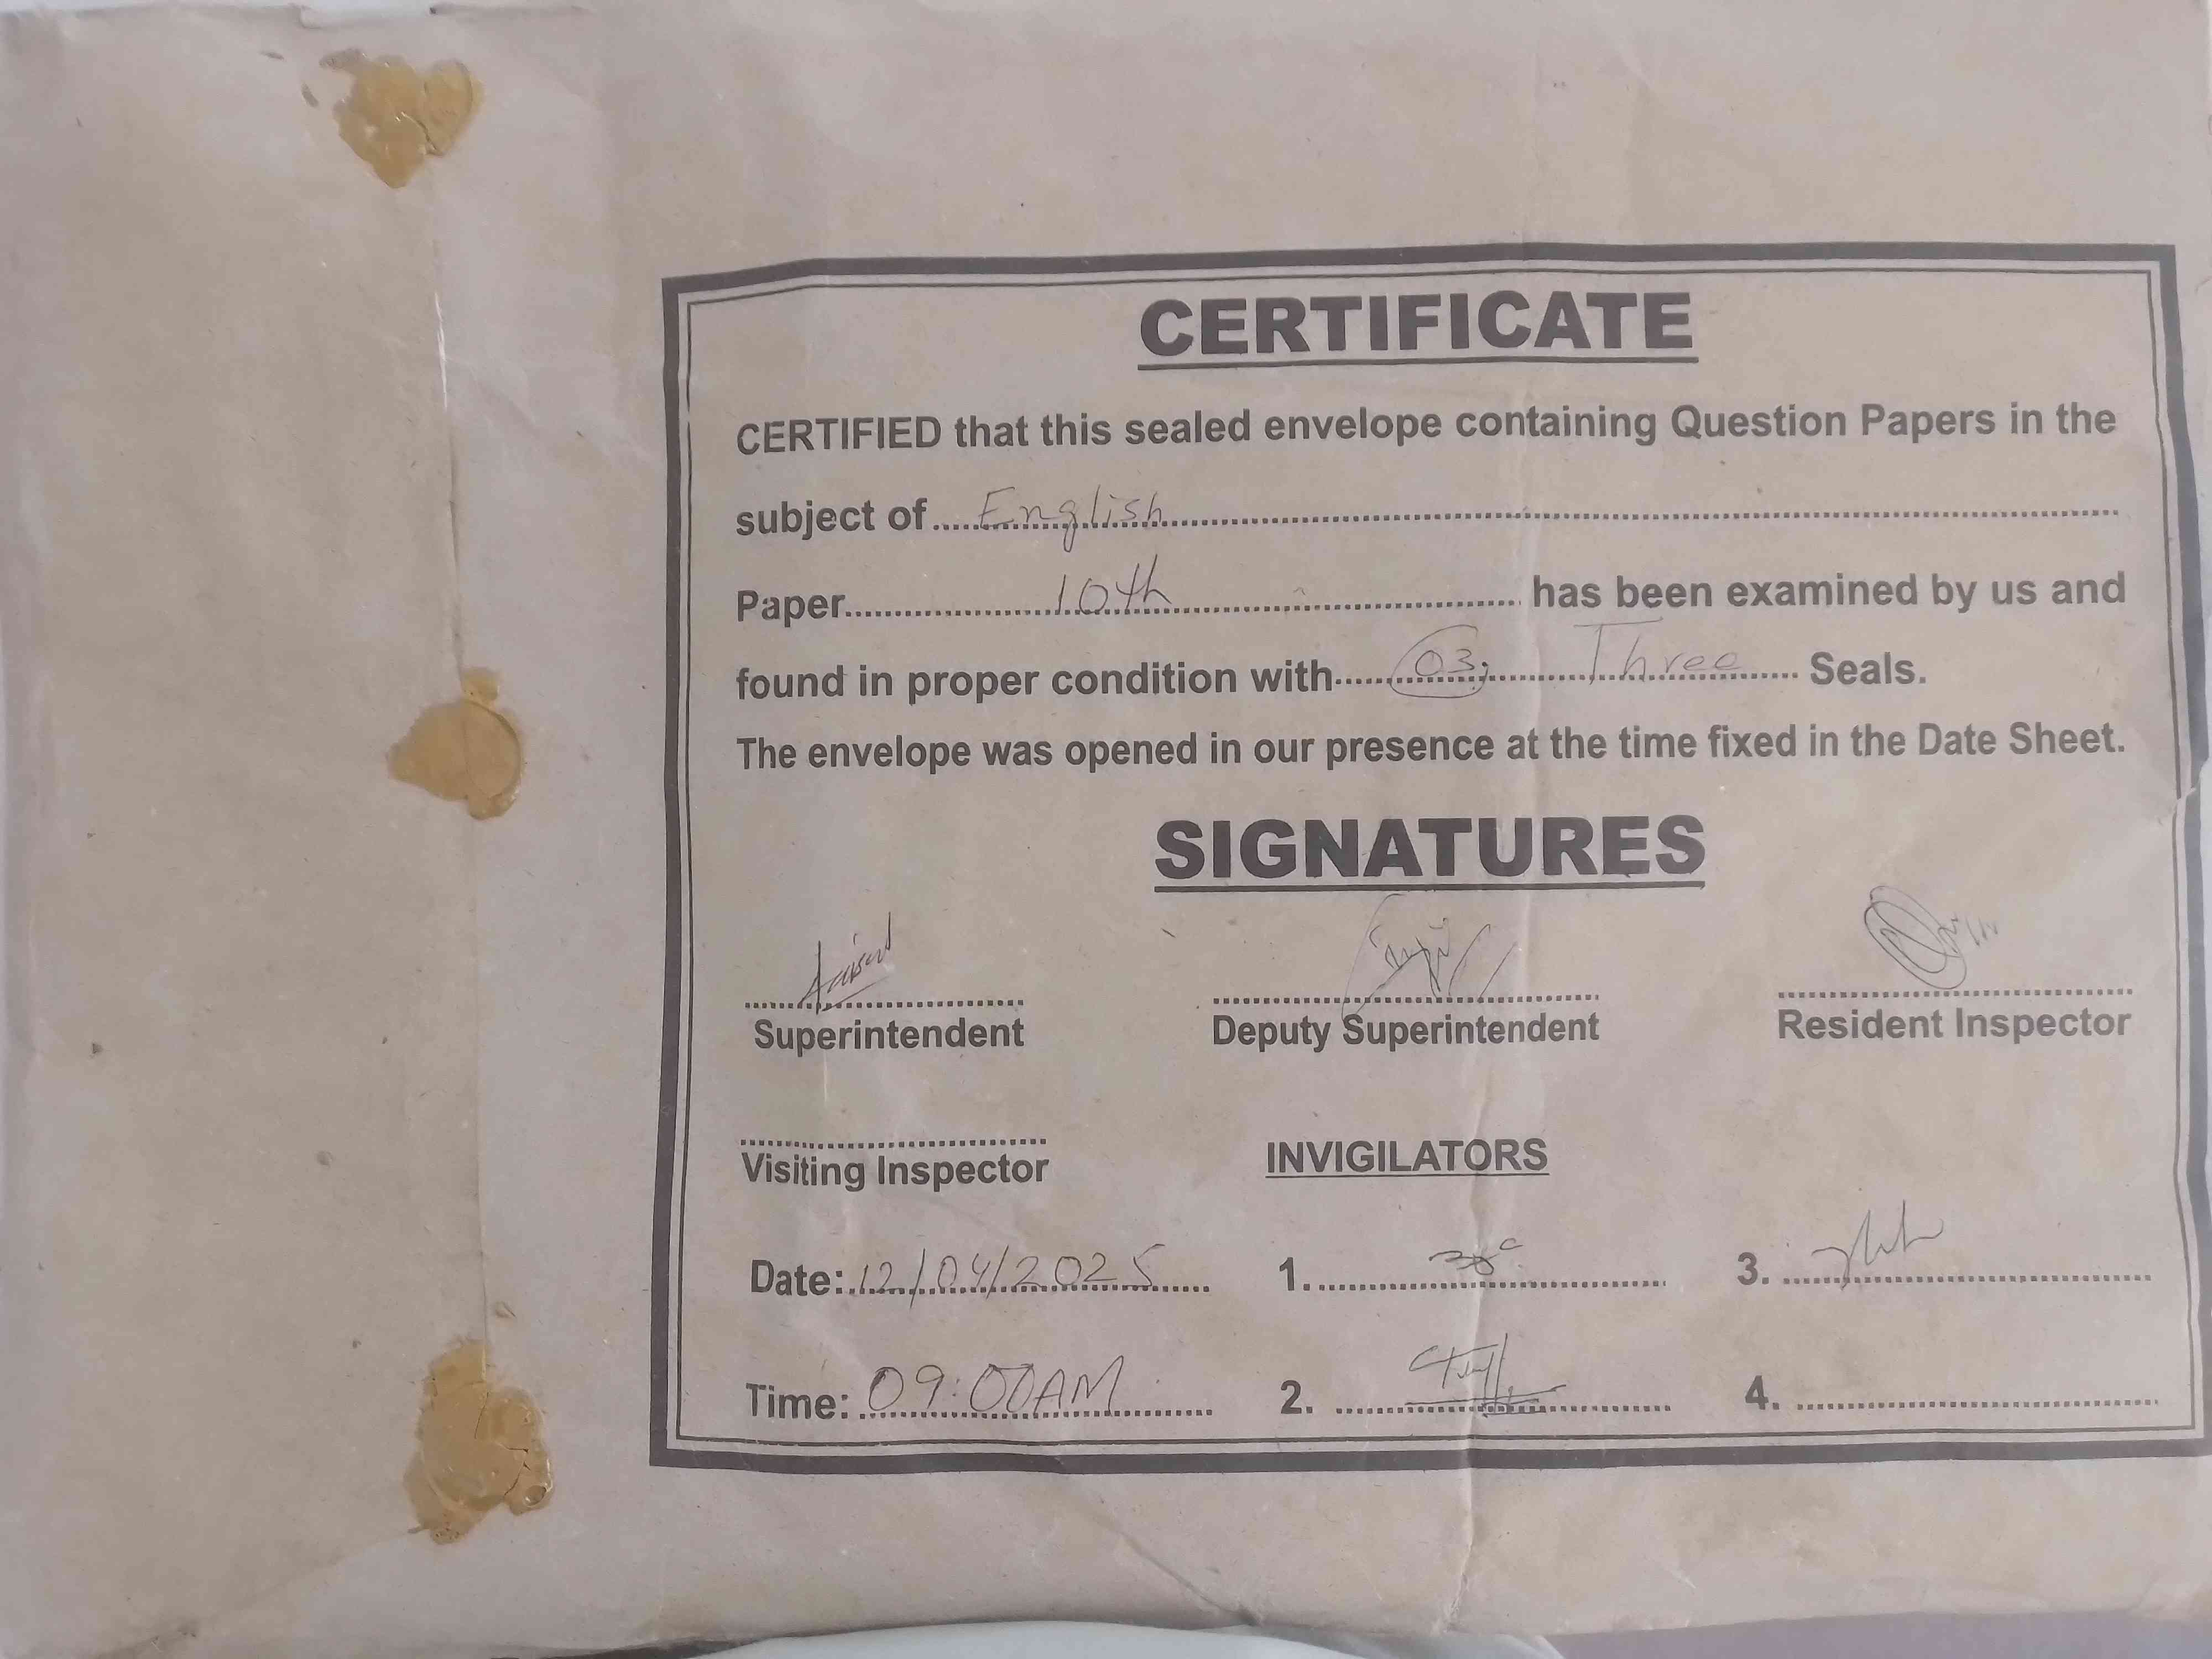 CERTIFICATE
CERTIFIED that this sealed envelope containing Question Papers in the
subject of English
Paper 10th has been examined by us and
found in proper condition with 03, Three Seals.
The envelope was opened in our presence at the time fixed in the Date Sheet.
SIGNATURES
Superintendent
Deputy Superintendent
Resident Inspector
Visiting Inspector
INVIGILATORS
Date: 12/04/2025 1. 3.
Time: 09:00AM 2. 4.